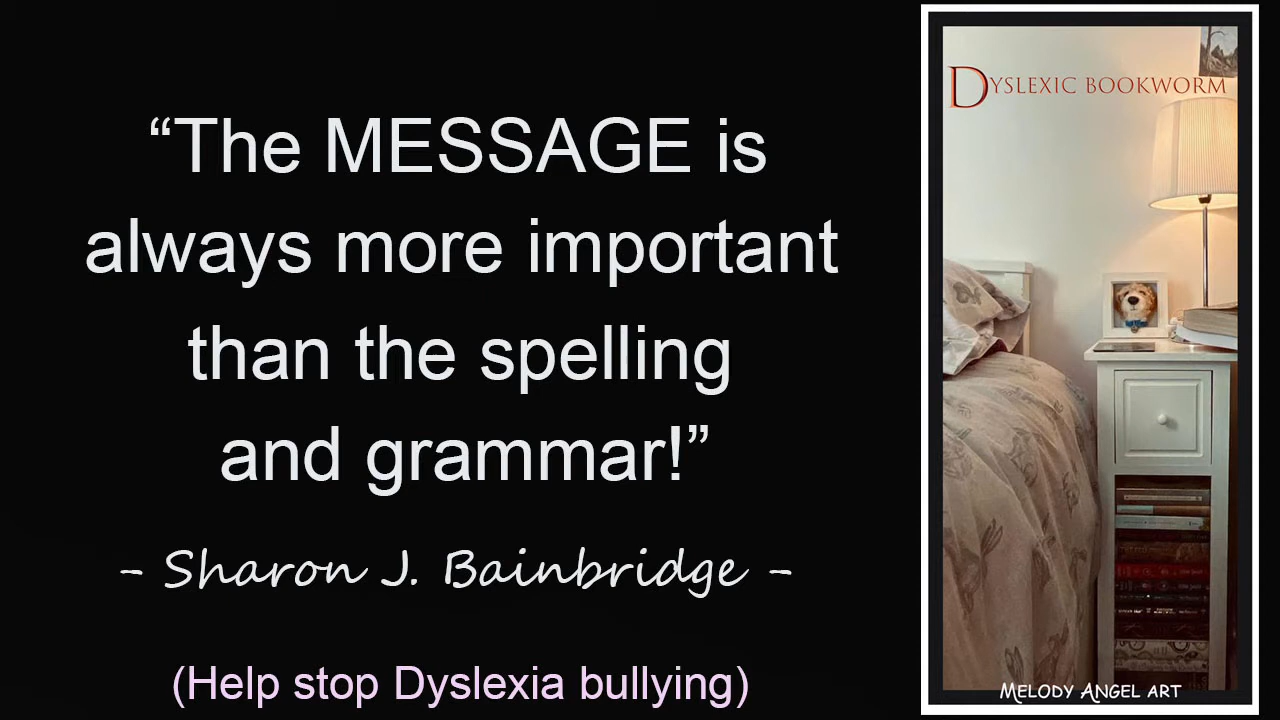 “The MESSAGE is
always more important
than the spelling
and grammar!”
- Sharon J. Bainbridge -
(Help stop Dyslexia bullying)
DYSLEXIC BOOKWORM
MELODY ANGEL ART